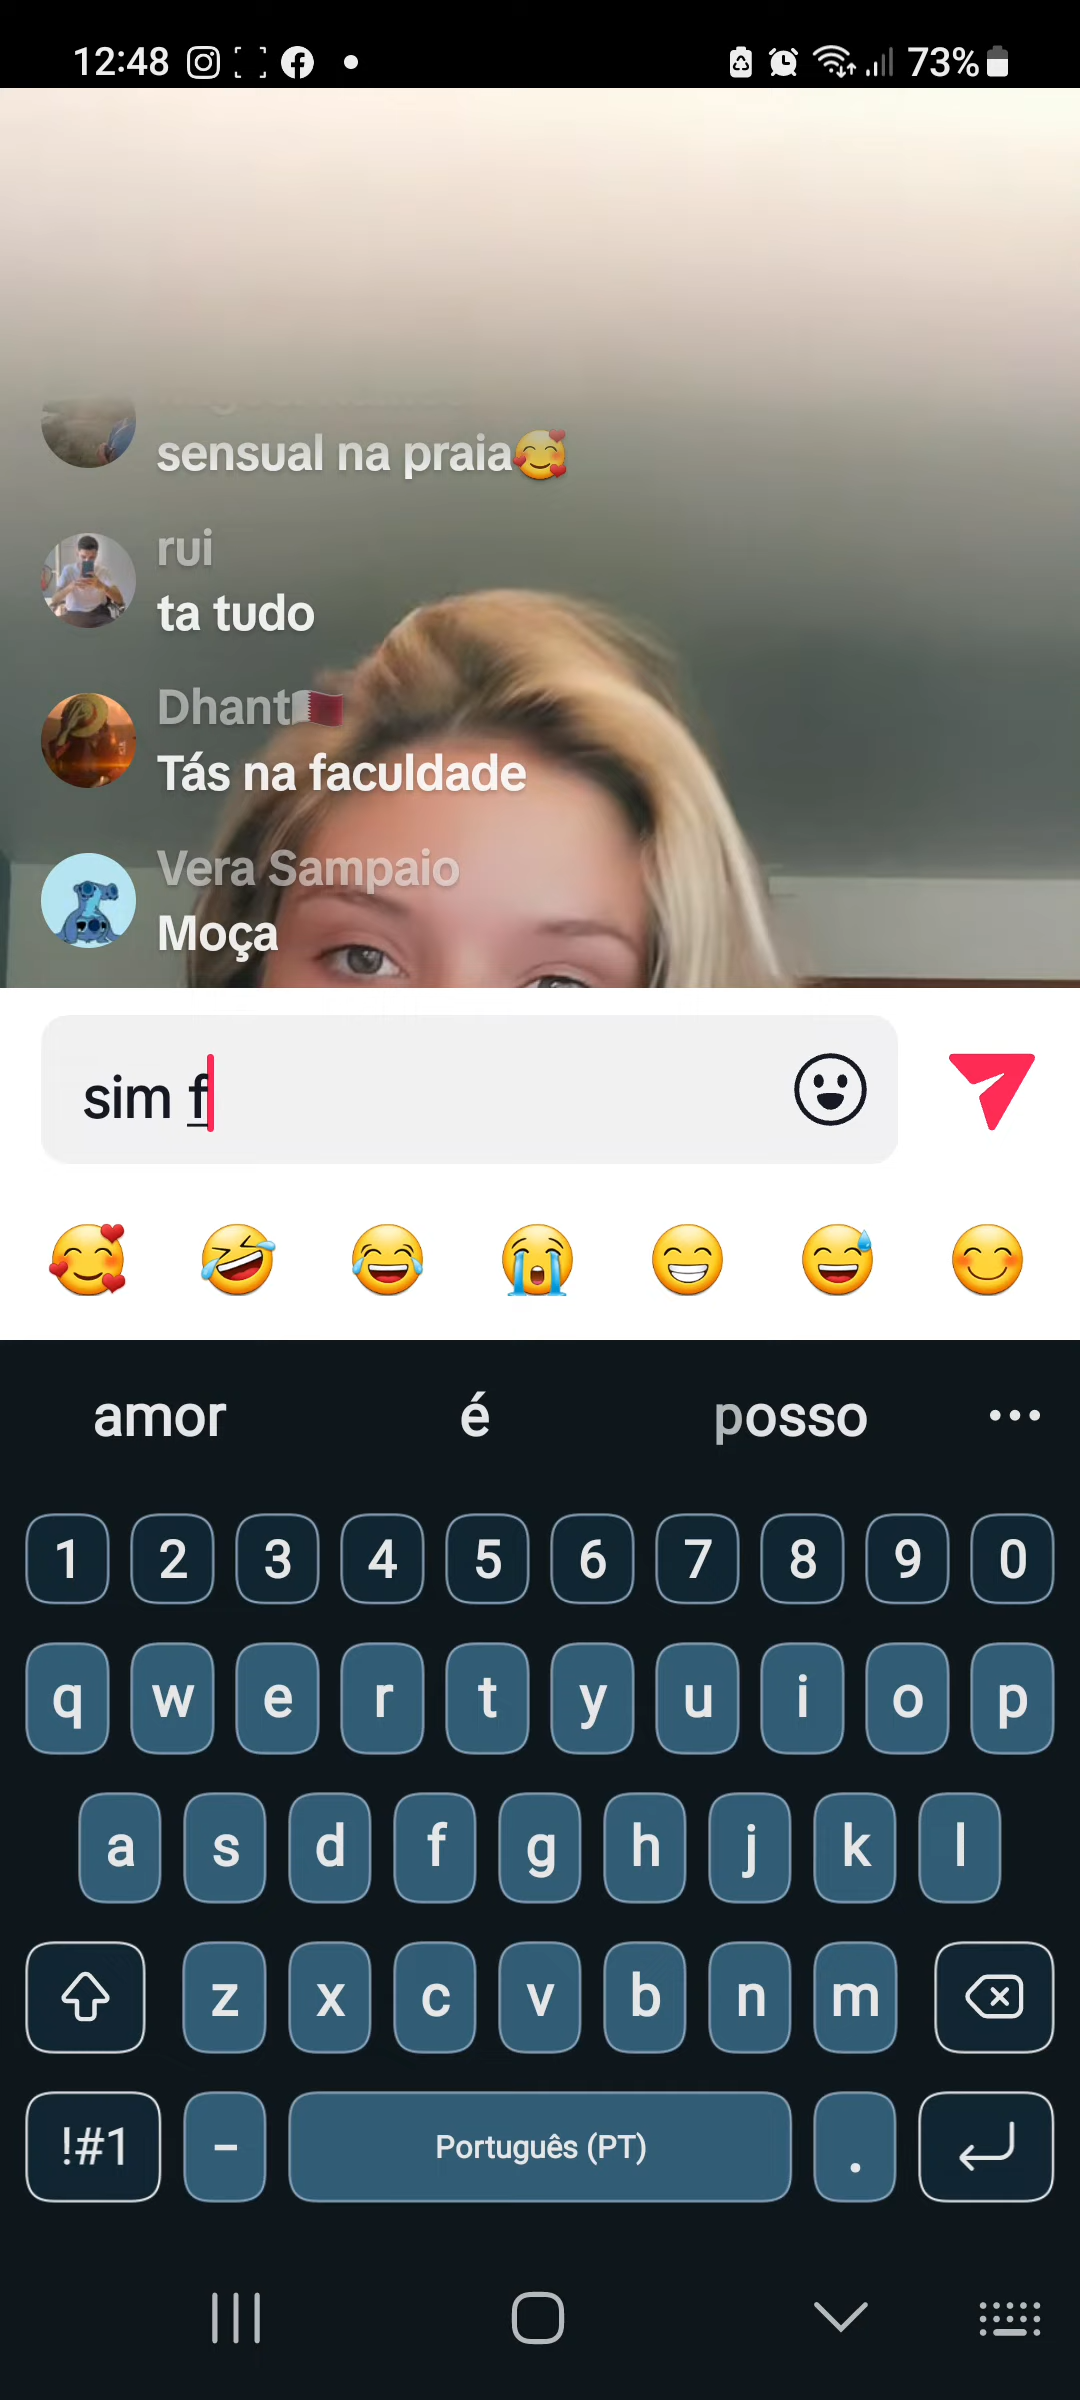 12:48
73%
sensual na praia🥰
rui
ta tudo
Dhant🇶🇦
Tás na faculdade
Vera Sampaio
Moça
sim f
amor é posso
1 2 3 4 5 6 7 8 9 0
q w e r t y u i o p
a s d f g h j k l
z x c v b n m
!#1 - Português (PT) .